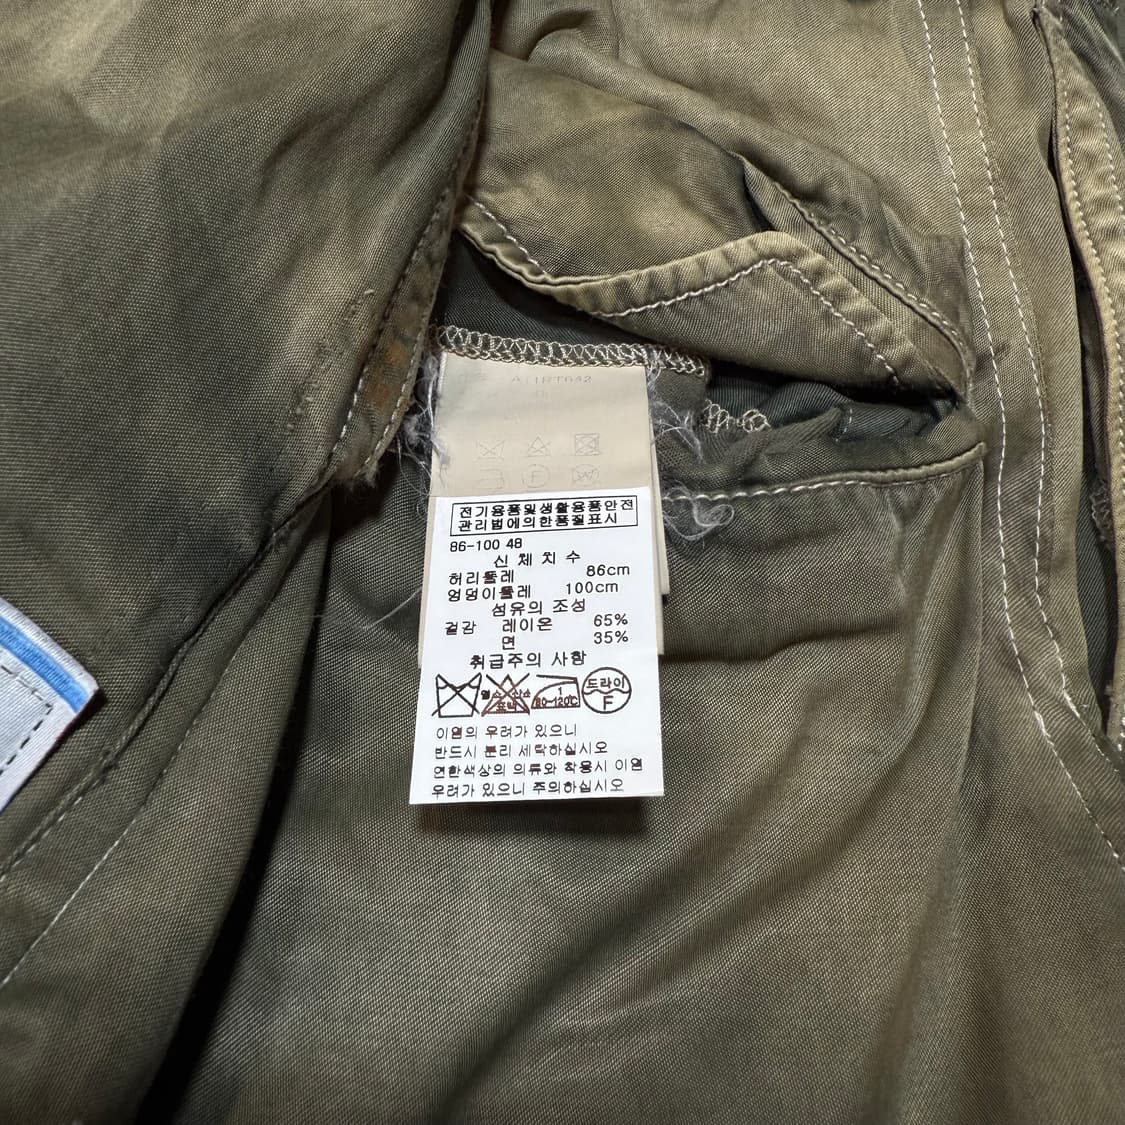 전기용품및생활용품안전
관리법에의한품질표시
86-100 48
신 체 치 수
허리둘레 86cm
엉덩이둘레 100cm
섬유의 조성
겉감 레이온 65%
면 35%
취급주의 사항
80~120℃
드라이
F
이염의 우려가 있으니
반드시 분리 세탁하십시오
연한색상의 의류와 착용시 이염
우려가 있으니 주의하십시오